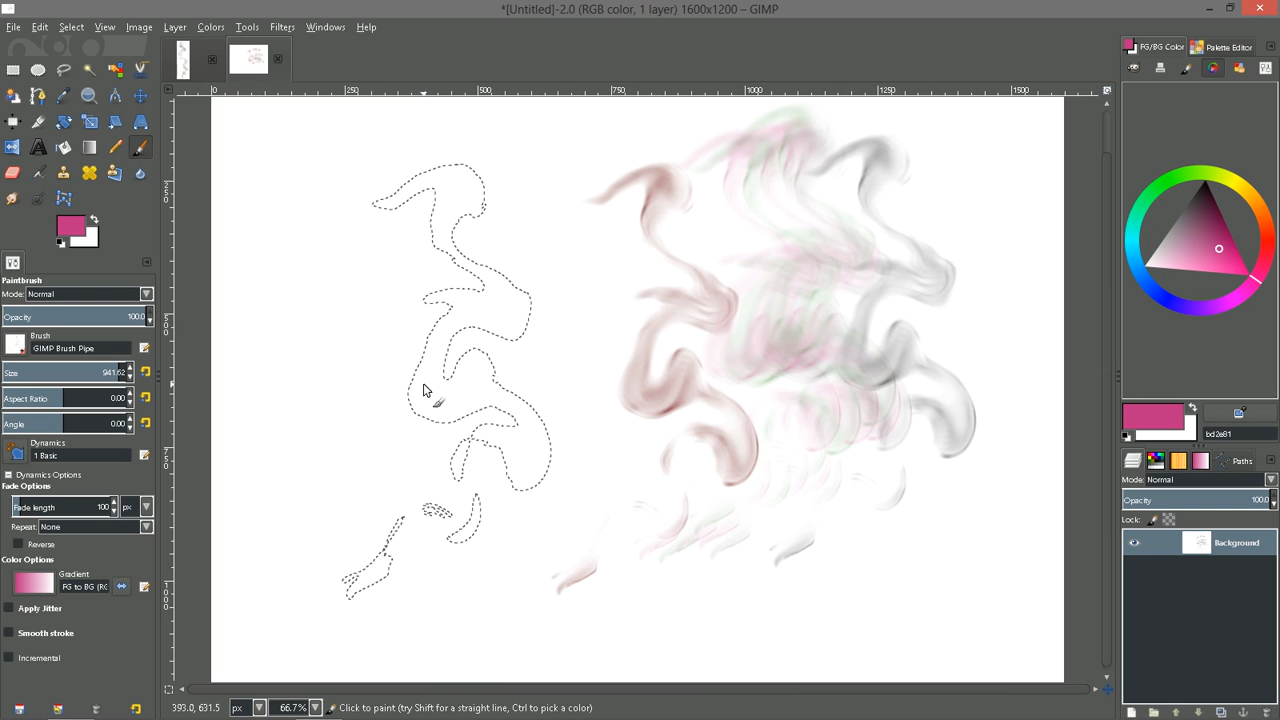 *[Untitled]-2.0 (RGB color, 1 layer) 1600x1200 – GIMP
File Edit Select View Image Layer Colors Tools Filters Windows Help
FG/BG Color
Palette Editor
0 250 500 750 1000 1250 1500
250
500
750
1000
Paintbrush
Mode: Normal
Opacity 100.0
Brush
GIMP Brush Pipe
Size 941.62
Aspect Ratio 0.00
Angle 0.00
Dynamics
1 Basic
Dynamics Options
Fade Options
Fade length 100 px
Repeat: None
Reverse
Color Options
Gradient
FG to BG (RG
Apply Jitter
Smooth stroke
Incremental
bd2e81
Paths
Mode: Normal
Opacity 100.0
Lock:
Background
393.0, 631.5 px 66.7% Click to paint (try Shift for a straight line, Ctrl to pick a color)